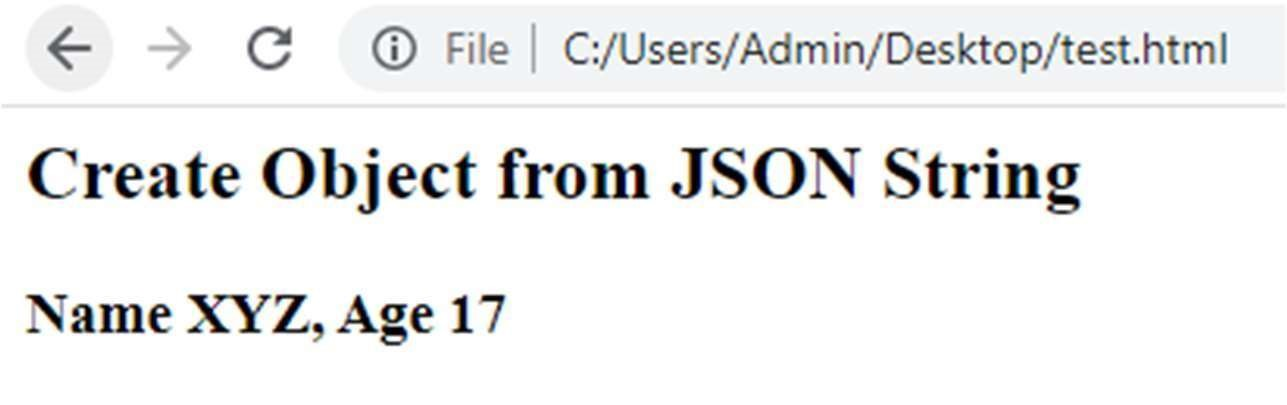 File | C:/Users/Admin/Desktop/test.html
Create Object from JSON String
Name XYZ, Age 17